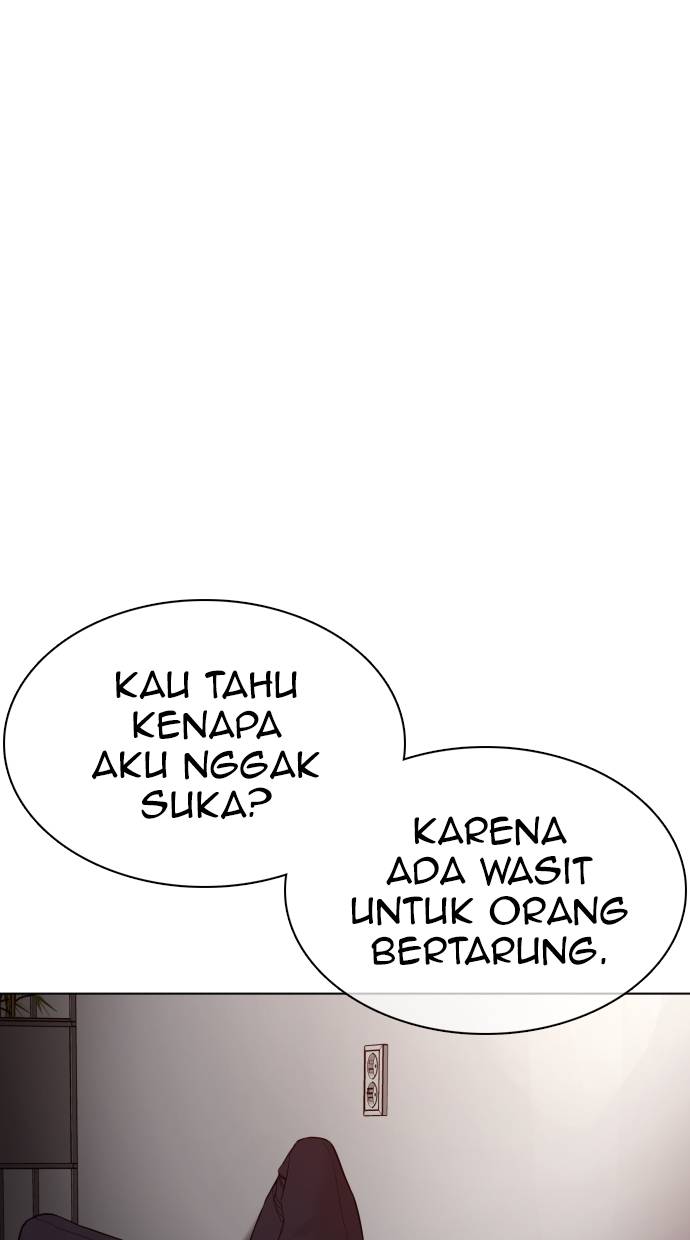 KAU TAHU
KENAPA
AKU NGGAK
SUKA?
KARENA
ADA WASIT
UNTUK ORANG
BERTARUNG.